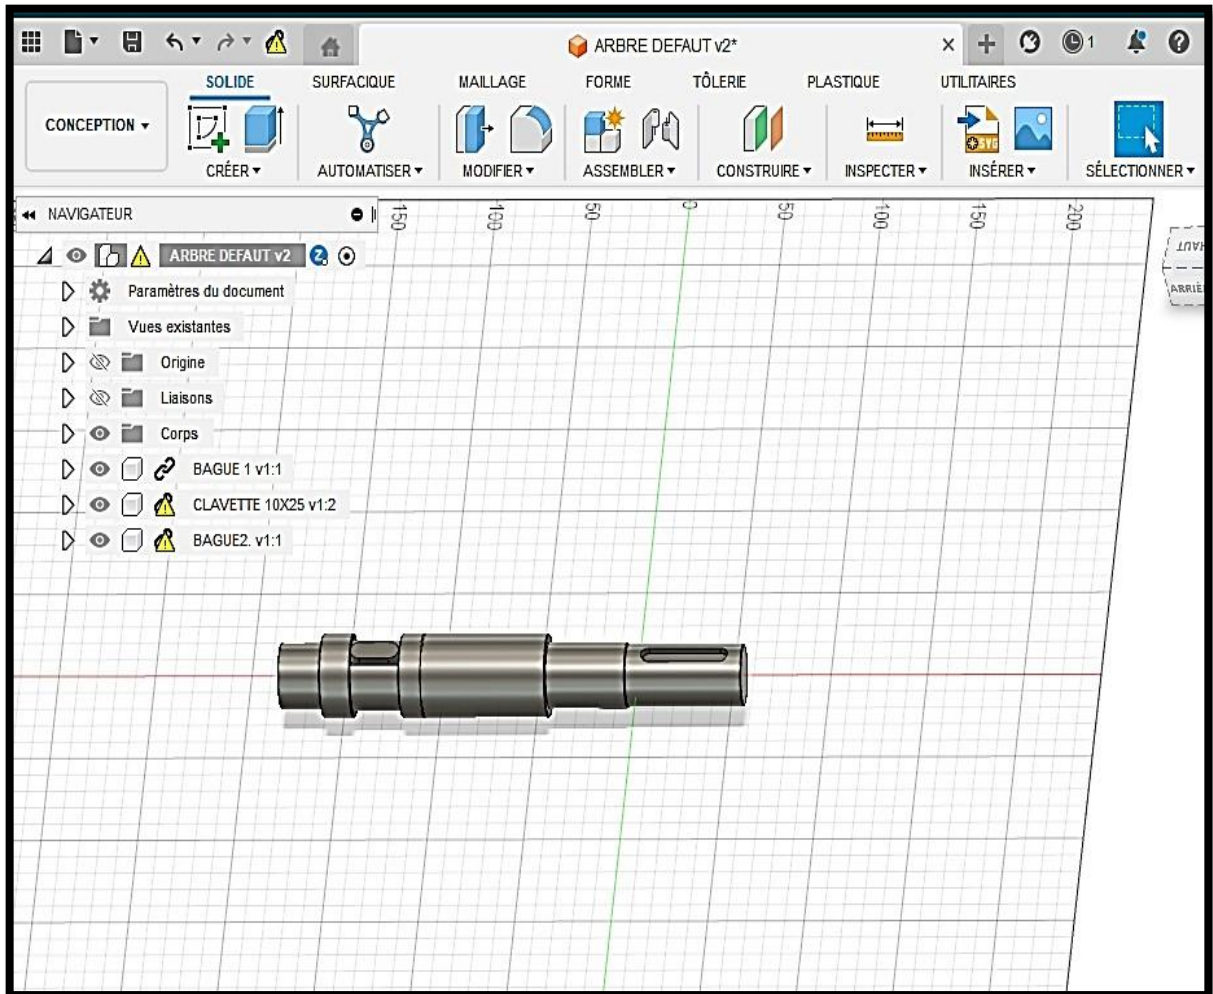 ARBRE DEFAUT v2*
1
SOLIDE SURFACIQUE MAILLAGE FORME TÔLERIE PLASTIQUE UTILITAIRES
CONCEPTION
CRÉER AUTOMATISER MODIFIER ASSEMBLER CONSTRUIRE INSPECTER INSÉRER SÉLECTIONNER
NAVIGATEUR
150 100 50 0 50 100 150 200
ARBRE DEFAUT v2
Paramètres du document
Vues existantes
Origine
Liaisons
Corps
BAGUE 1 v1:1
CLAVETTE 10X25 v1:2
BAGUE2. v1:1